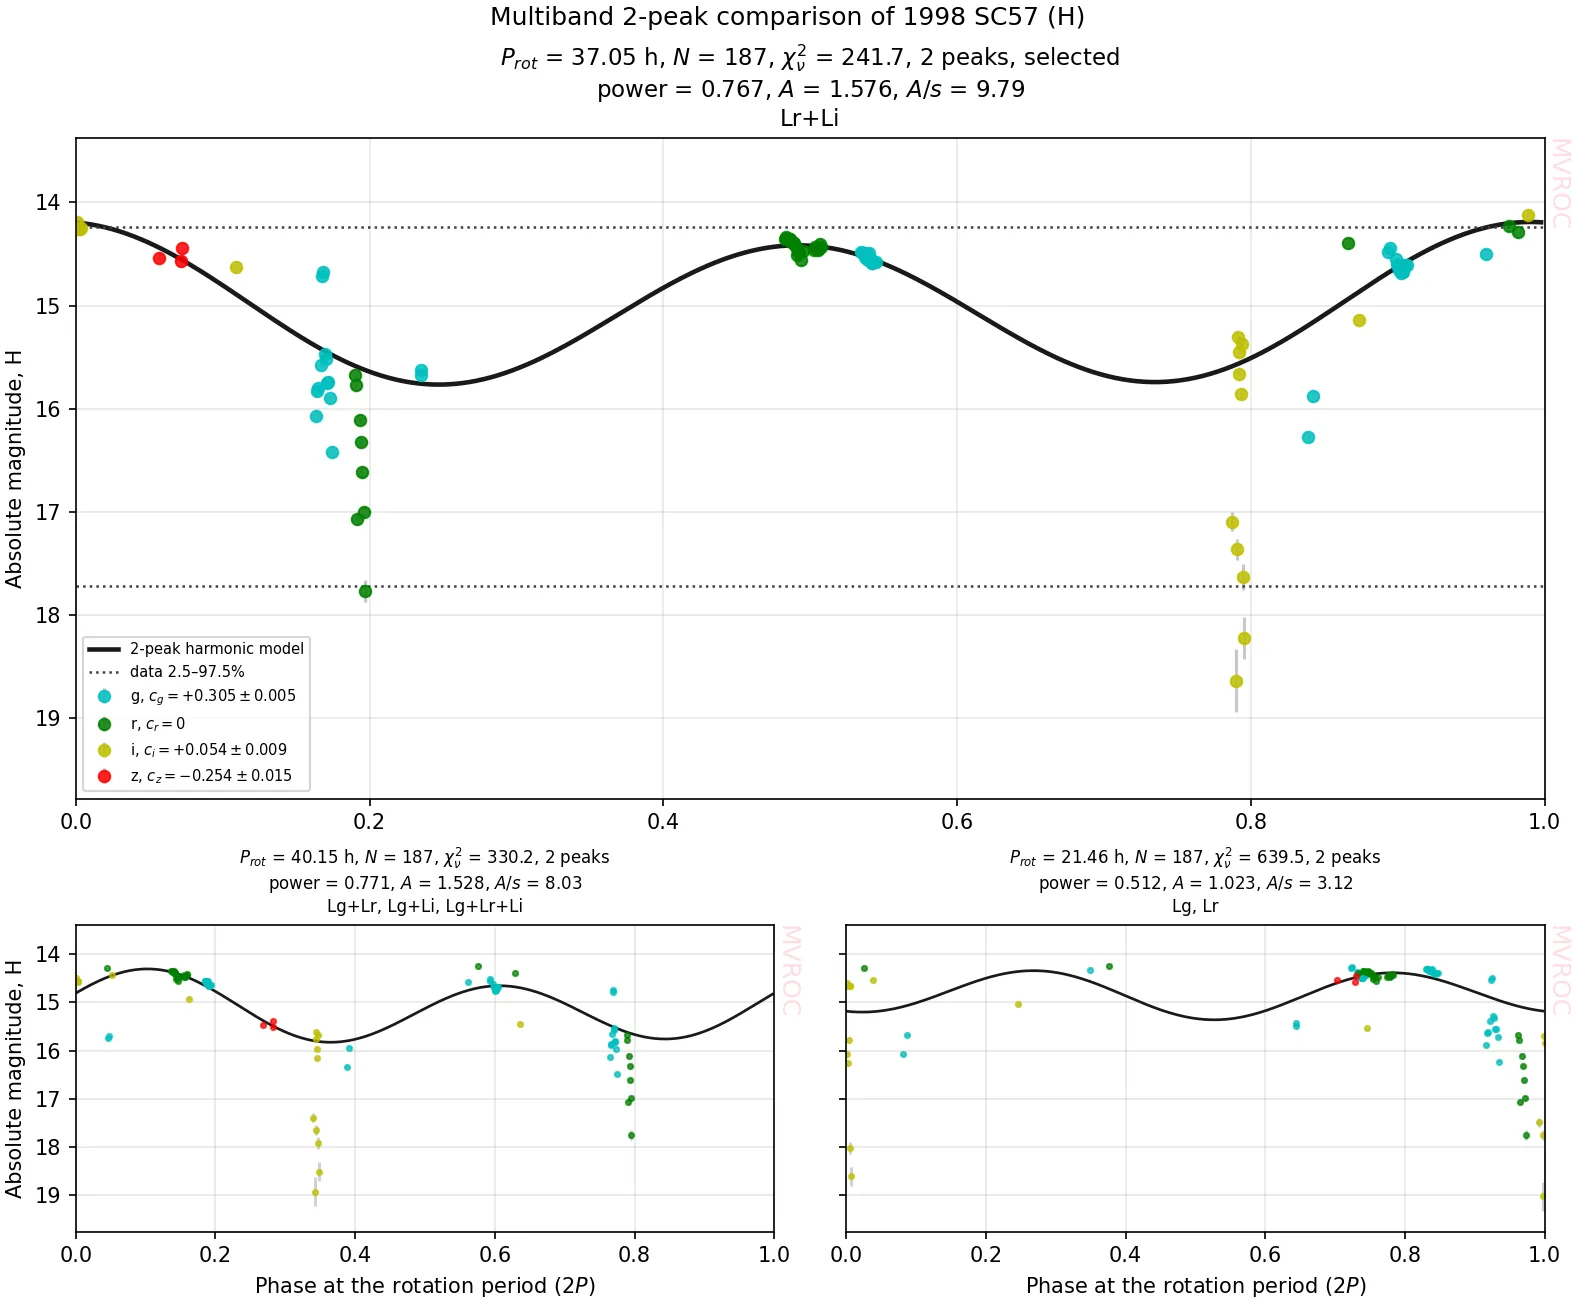 Multiband 2-peak comparison of 1998 SC57 (H)
P_rot = 37.05 h, N = 187, χ²_ν = 241.7, 2 peaks, selected
power = 0.767, A = 1.576, A/s = 9.79
Lr+Li
MVROC
Absolute magnitude, H
14
15
16
17
18
19
2-peak harmonic model
data 2.5–97.5%
g, c_g = +0.305 ± 0.005
r, c_r = 0
i, c_i = +0.054 ± 0.009
z, c_z = −0.254 ± 0.015
0.0 0.2 0.4 0.6 0.8 1.0
P_rot = 40.15 h, N = 187, χ²_ν = 330.2, 2 peaks
power = 0.771, A = 1.528, A/s = 8.03
Lg+Lr, Lg+Li, Lg+Lr+Li
MVROC
Absolute magnitude, H
14
15
16
17
18
19
0.0 0.2 0.4 0.6 0.8 1.0
Phase at the rotation period (2P)
P_rot = 21.46 h, N = 187, χ²_ν = 639.5, 2 peaks
power = 0.512, A = 1.023, A/s = 3.12
Lg, Lr
MVROC
0.0 0.2 0.4 0.6 0.8 1.0
Phase at the rotation period (2P)